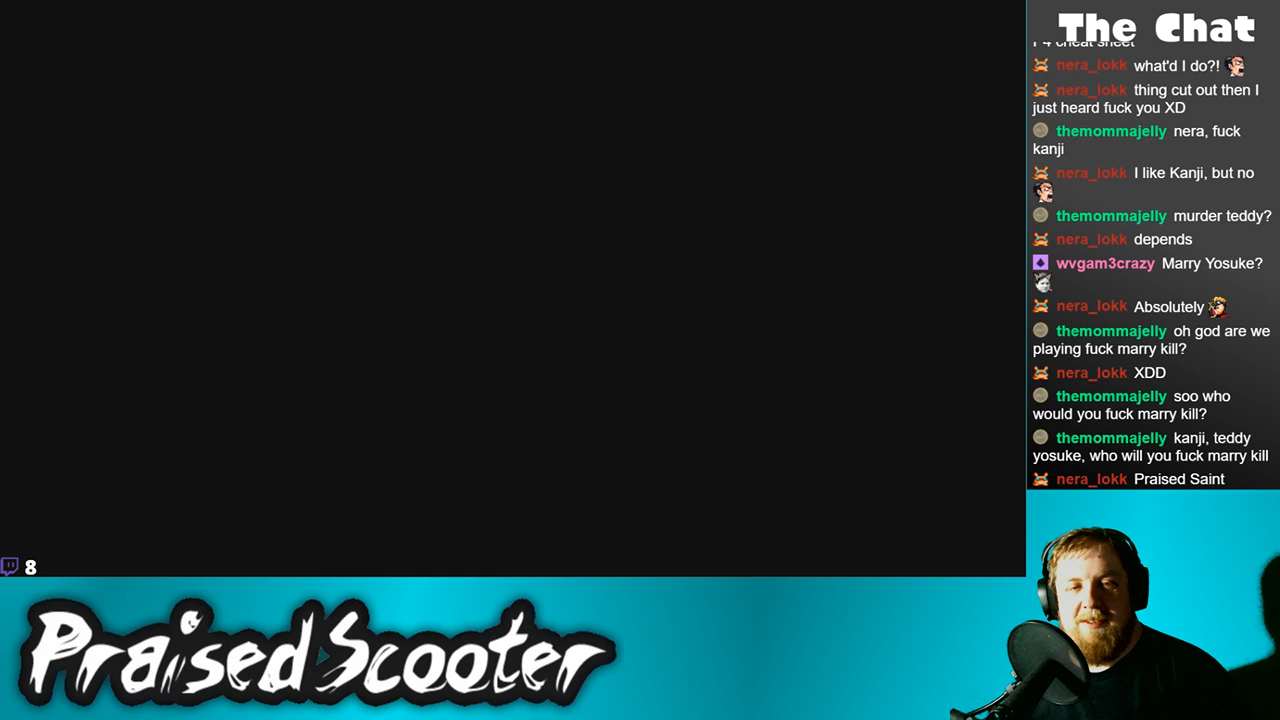 The Chat
P4 cheat sheet
nera_lokk what'd I do?!
nera_lokk thing cut out then I
just heard fuck you XD
themommajelly nera, fuck
kanji
nera_lokk I like Kanji, but no
themommajelly murder teddy?
nera_lokk depends
wvgam3crazy Marry Yosuke?
nera_lokk Absolutely
themommajelly oh god are we
playing fuck marry kill?
nera_lokk XDD
themommajelly soo who
would you fuck marry kill?
themommajelly kanji, teddy
yosuke, who will you fuck marry kill
nera_lokk Praised Saint
8
PraisedScooter